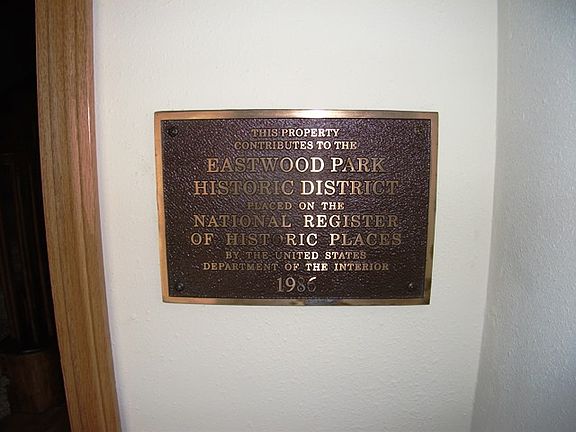 THIS PROPERTY
CONTRIBUTES TO THE
EASTWOOD PARK
HISTORIC DISTRICT
PLACED ON THE
NATIONAL REGISTER
OF HISTORIC PLACES
BY THE UNITED STATES
DEPARTMENT OF THE INTERIOR
1986